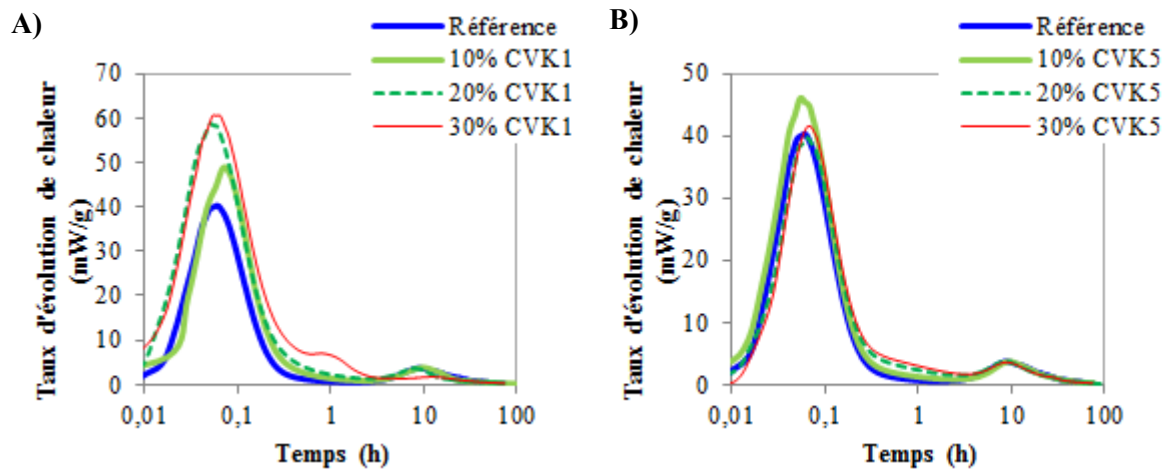 A)
Référence
10% CVK1
20% CVK1
30% CVK1
Taux d'évolution de chaleur
(mW/g)
70
60
50
40
30
20
10
0
0,01
0,1
1
10
100
Temps (h)
B)
Référence
10% CVK5
20% CVK5
30% CVK5
Taux d'évolution de chaleur
(mW/g)
50
40
30
20
10
0
0,01
0,1
1
10
100
Temps (h)